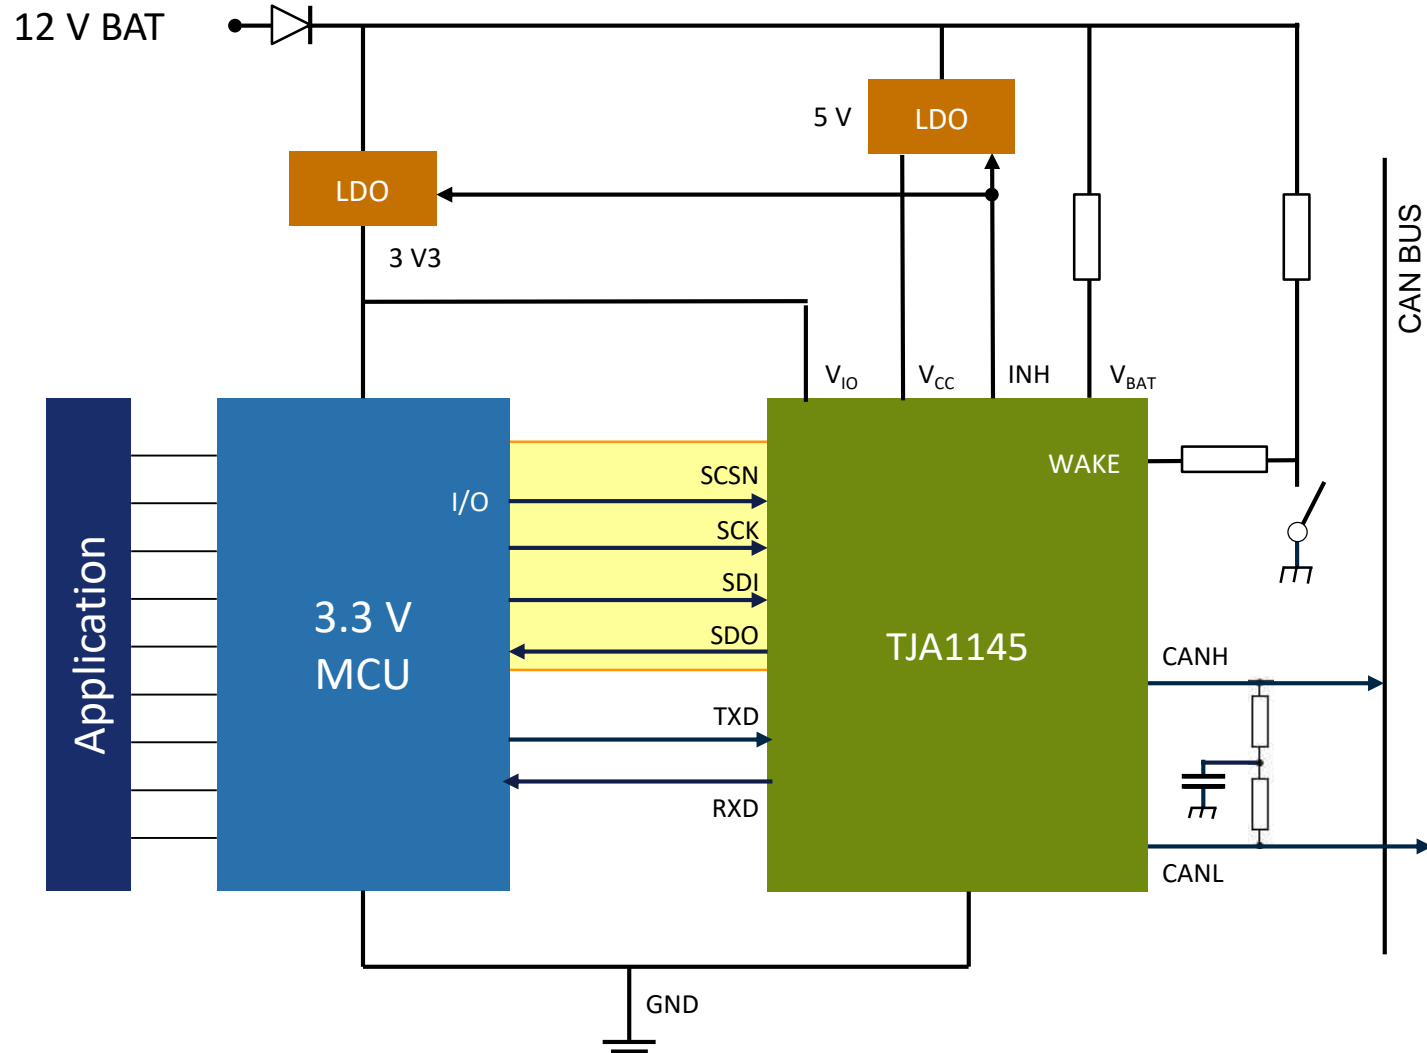 12 V BAT
5 V
LDO
LDO
3 V3
CAN BUS
VIO
VCC
INH
VBAT
WAKE
SCSN
I/O
SCK
SDI
SDO
Application
3.3 V
MCU
TJA1145
CANH
TXD
RXD
CANL
GND